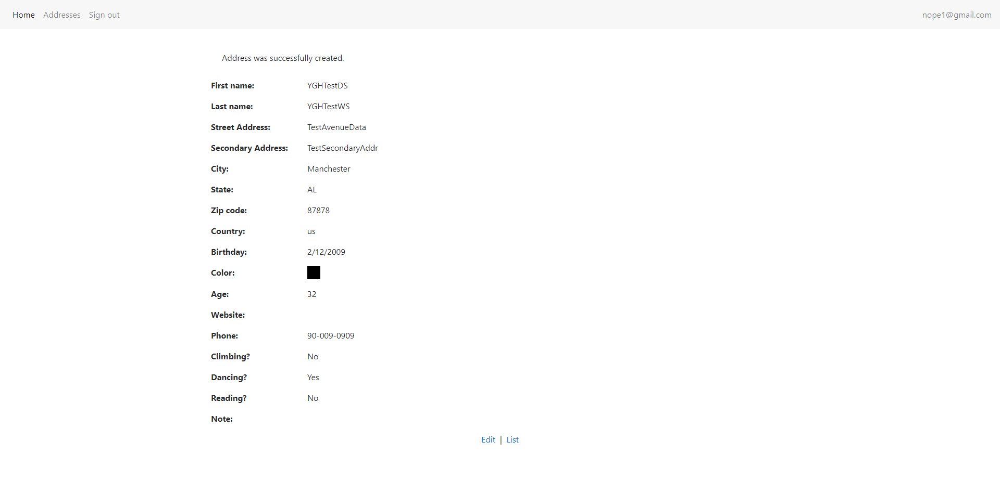 Home Addresses Sign out nope1@gmail.com
Address was successfully created.
First name: YGHTestDS
Last name: YGHTestWS
Street Address: TestAvenueData
Secondary Address: TestSecondaryAddr
City: Manchester
State: AL
Zip code: 87878
Country: us
Birthday: 2/12/2009
Color:
Age: 32
Website:
Phone: 90-009-0909
Climbing? No
Dancing? Yes
Reading? No
Note:
Edit | List